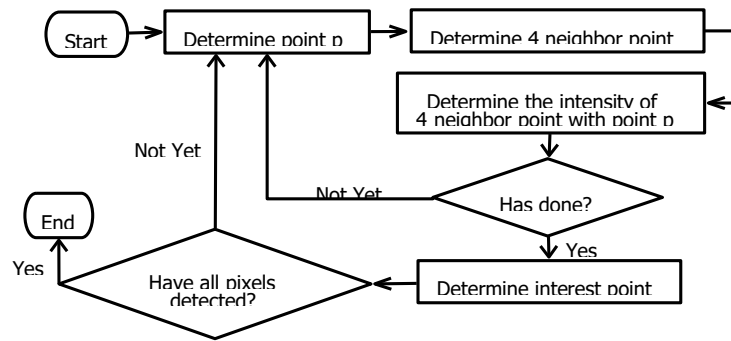 Start
Determine point p
Determine 4 neighbor point
Determine the intensity of
4 neighbor point with point p
Not Yet
Not Yet
Has done?
End
Yes
Yes
Have all pixels
detected?
Determine interest point